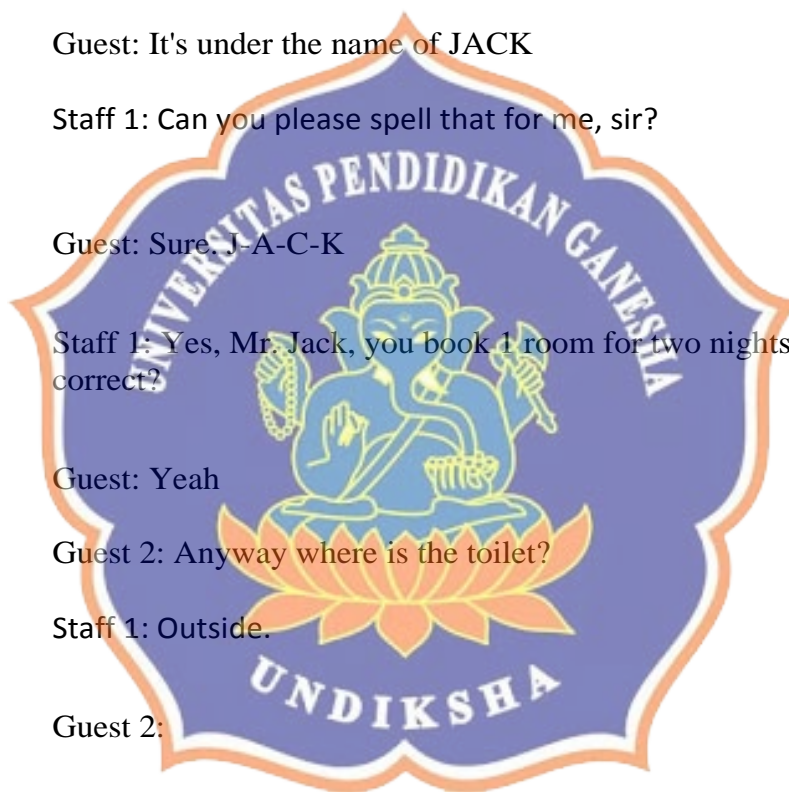 Guest: It's under the name of JACK
Staff 1: Can you please spell that for me, sir?
UNIVERSITAS PENDIDIKAN GANESHA
Guest: Sure. J-A-C-K
Staff 1: Yes, Mr. Jack, you book 1 room for two nights
correct?
Guest: Yeah
Guest 2: Anyway where is the toilet?
Staff 1: Outside.
UNDIKSHA
Guest 2: